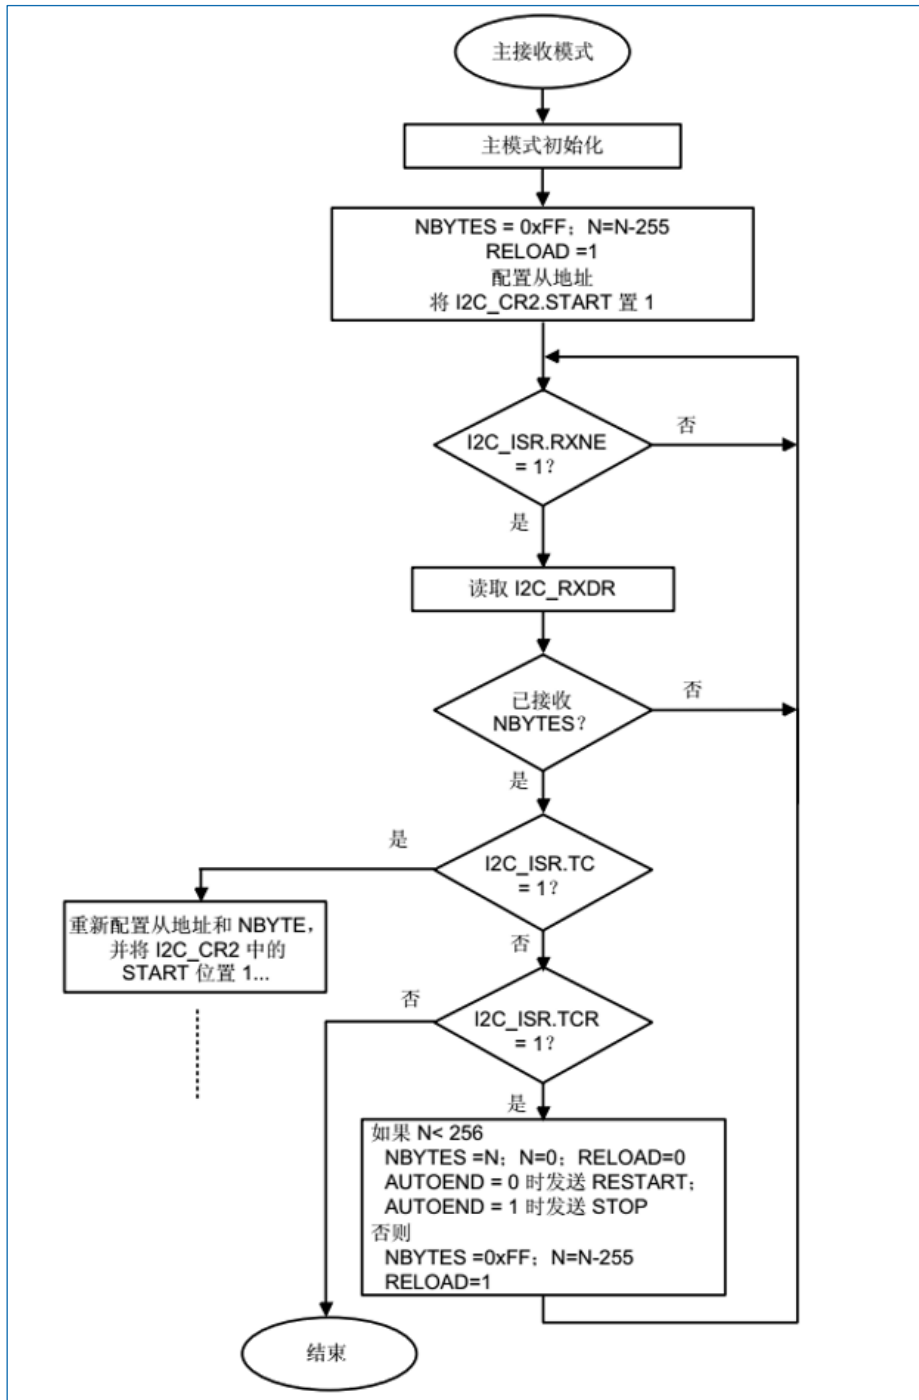 主接收模式
主模式初始化
NBYTES = 0xFF；N=N-255
RELOAD =1
配置从地址
将 I2C_CR2.START 置 1
I2C_ISR.RXNE
= 1？
否
是
读取 I2C_RXDR
已接收
NBYTES？
否
是
I2C_ISR.TC
= 1？
是
重新配置从地址和 NBYTE，
并将 I2C_CR2 中的
START 位置 1...
否
I2C_ISR.TCR
= 1？
否
是
如果 N< 256
NBYTES =N；N=0；RELOAD=0
AUTOEND = 0 时发送 RESTART；
AUTOEND = 1 时发送 STOP
否则
NBYTES =0xFF；N=N-255
RELOAD=1
结束